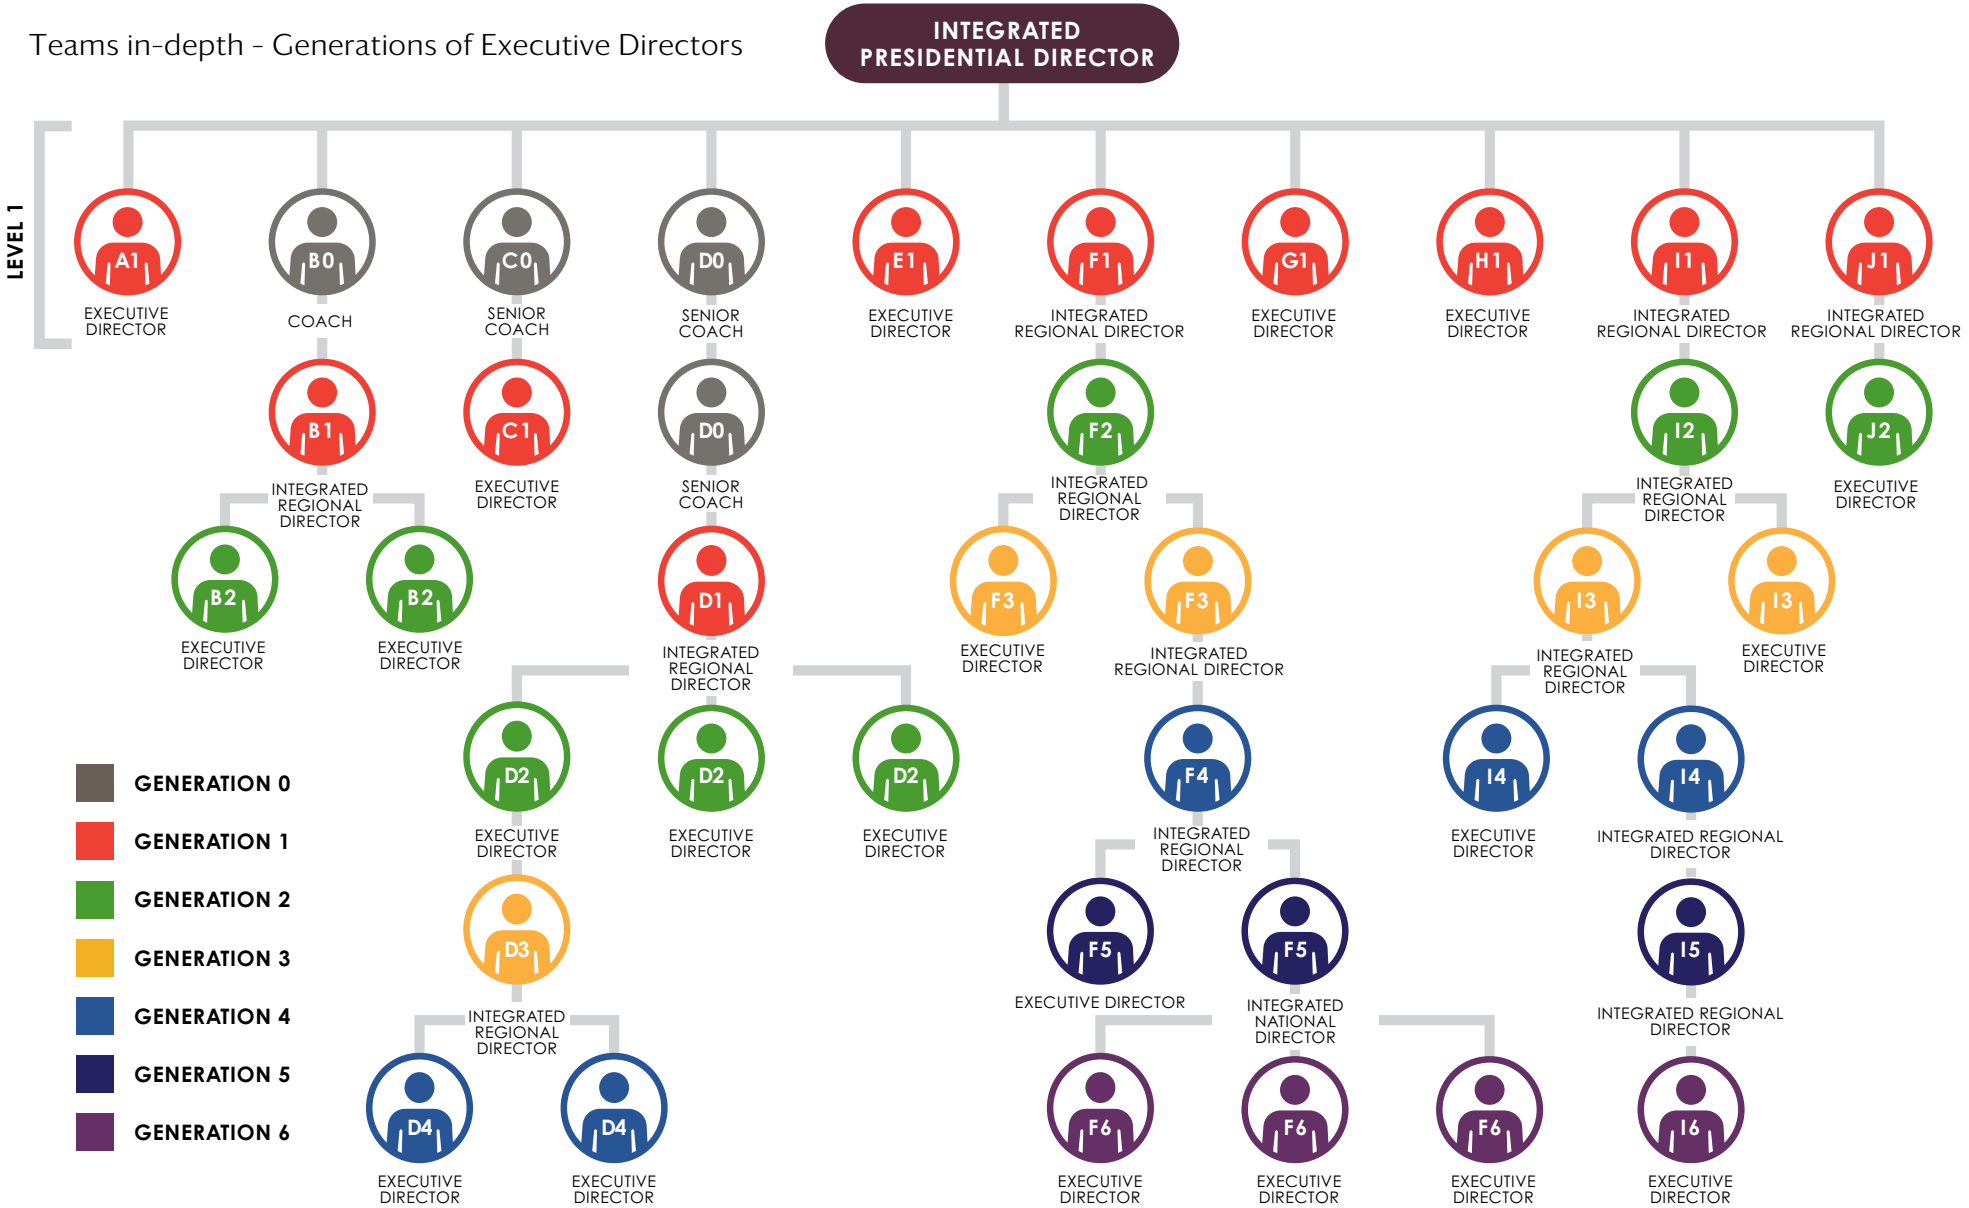 Teams in-depth - Generations of Executive Directors
INTEGRATED
PRESIDENTIAL DIRECTOR
LEVEL 1
A1
B0
C0
D0
E1
F1
G1
H1
I1
J1
EXECUTIVE
DIRECTOR
COACH
SENIOR
COACH
SENIOR
COACH
EXECUTIVE
DIRECTOR
INTEGRATED
REGIONAL DIRECTOR
EXECUTIVE
DIRECTOR
EXECUTIVE
DIRECTOR
INTEGRATED
REGIONAL DIRECTOR
INTEGRATED
REGIONAL DIRECTOR
B1
C1
D0
F2
I2
J2
INTEGRATED
REGIONAL
DIRECTOR
EXECUTIVE
DIRECTOR
SENIOR
COACH
INTEGRATED
REGIONAL
DIRECTOR
INTEGRATED
REGIONAL
DIRECTOR
EXECUTIVE
DIRECTOR
B2
B2
D1
F3
F3
I3
I3
EXECUTIVE
DIRECTOR
EXECUTIVE
DIRECTOR
INTEGRATED
REGIONAL
DIRECTOR
EXECUTIVE
DIRECTOR
INTEGRATED
REGIONAL DIRECTOR
INTEGRATED
REGIONAL
DIRECTOR
EXECUTIVE
DIRECTOR
D2
D2
D2
F4
I4
I4
EXECUTIVE
DIRECTOR
EXECUTIVE
DIRECTOR
EXECUTIVE
DIRECTOR
INTEGRATED
REGIONAL
DIRECTOR
EXECUTIVE
DIRECTOR
INTEGRATED REGIONAL
DIRECTOR
D3
F5
F5
I5
INTEGRATED
REGIONAL
DIRECTOR
EXECUTIVE DIRECTOR
INTEGRATED
NATIONAL
DIRECTOR
INTEGRATED REGIONAL
DIRECTOR
D4
D4
F6
F6
F6
I6
EXECUTIVE
DIRECTOR
EXECUTIVE
DIRECTOR
EXECUTIVE
DIRECTOR
EXECUTIVE
DIRECTOR
EXECUTIVE
DIRECTOR
EXECUTIVE
DIRECTOR
GENERATION 0
GENERATION 1
GENERATION 2
GENERATION 3
GENERATION 4
GENERATION 5
GENERATION 6